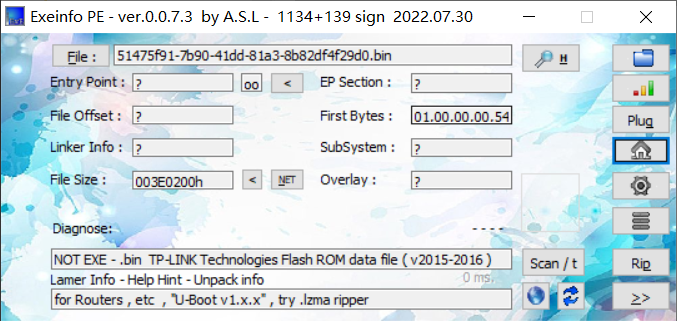 Exeinfo PE - ver.0.0.7.3 by A.S.L - 1134+139 sign 2022.07.30
File : 51475f91-7b90-41dd-81a3-8b82df4f29d0.bin H
Entry Point : ? oo < EP Section : ?
File Offset : ? First Bytes : 01.00.00.00.54 Plug
Linker Info : ? SubSystem : ?
File Size : 003E0200h < NET Overlay : ?
Diagnose: - - - -
NOT EXE - .bin TP-LINK Technologies Flash ROM data file ( v2015-2016 ) Scan / t Rip
Lamer Info - Help Hint - Unpack info 0 ms.
for Routers , etc , "U-Boot v1.x.x" , try .lzma ripper >>